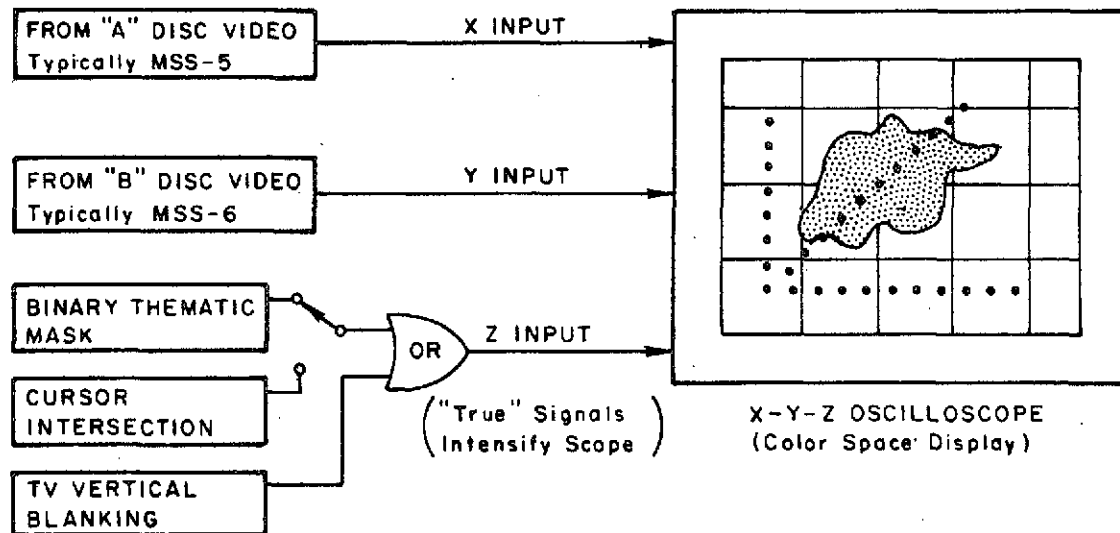 FROM "A" DISC VIDEO
Typically MSS-5
X INPUT
FROM "B" DISC VIDEO
Typically MSS-6
Y INPUT
BINARY THEMATIC
MASK
OR
Z INPUT
CURSOR
INTERSECTION
("True" Signals
Intensify Scope)
TV VERTICAL
BLANKING
X-Y-Z OSCILLOSCOPE
(Color Space Display)